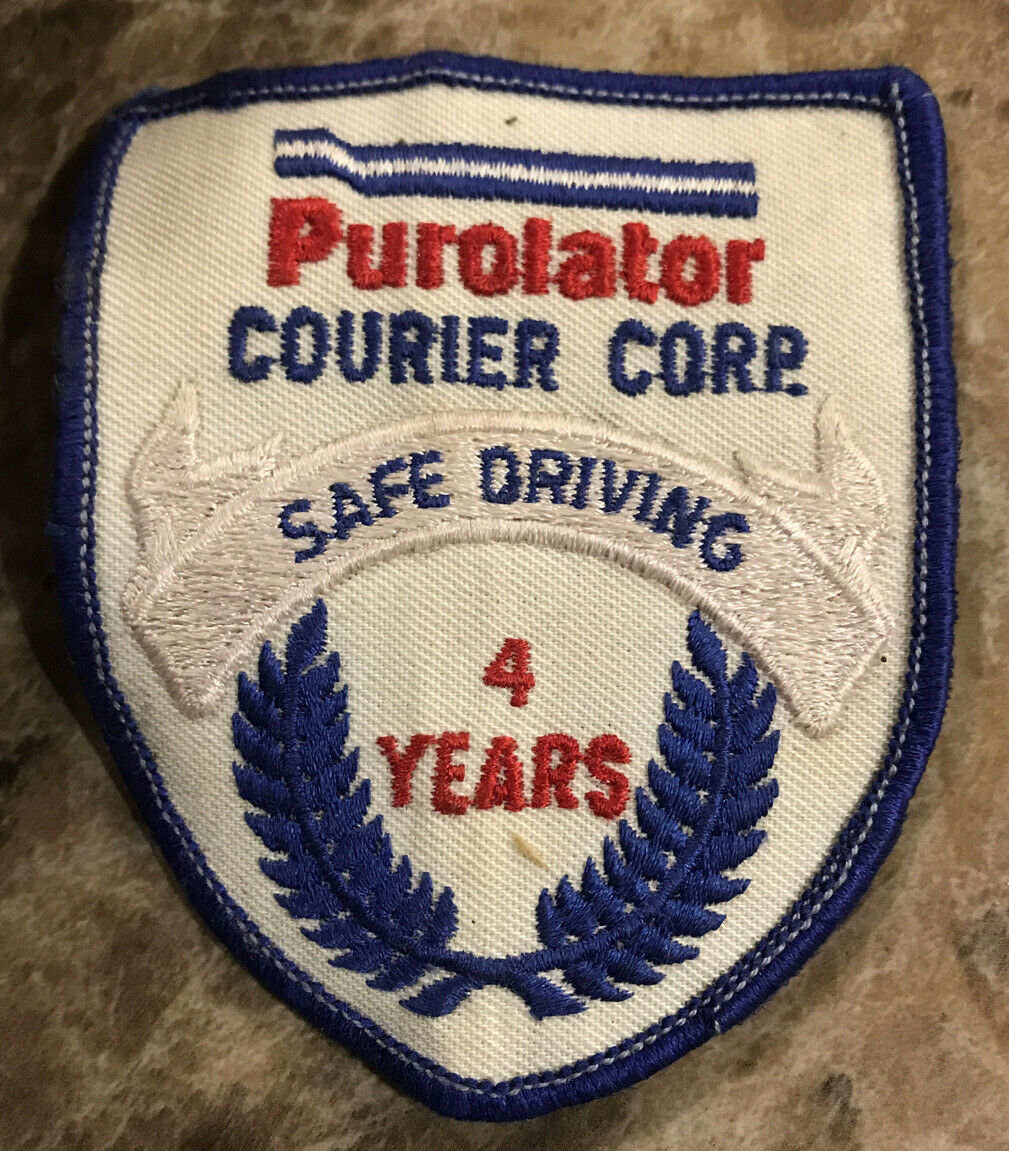 Purolator
COURIER CORP.
SAFE DRIVING
4
YEARS